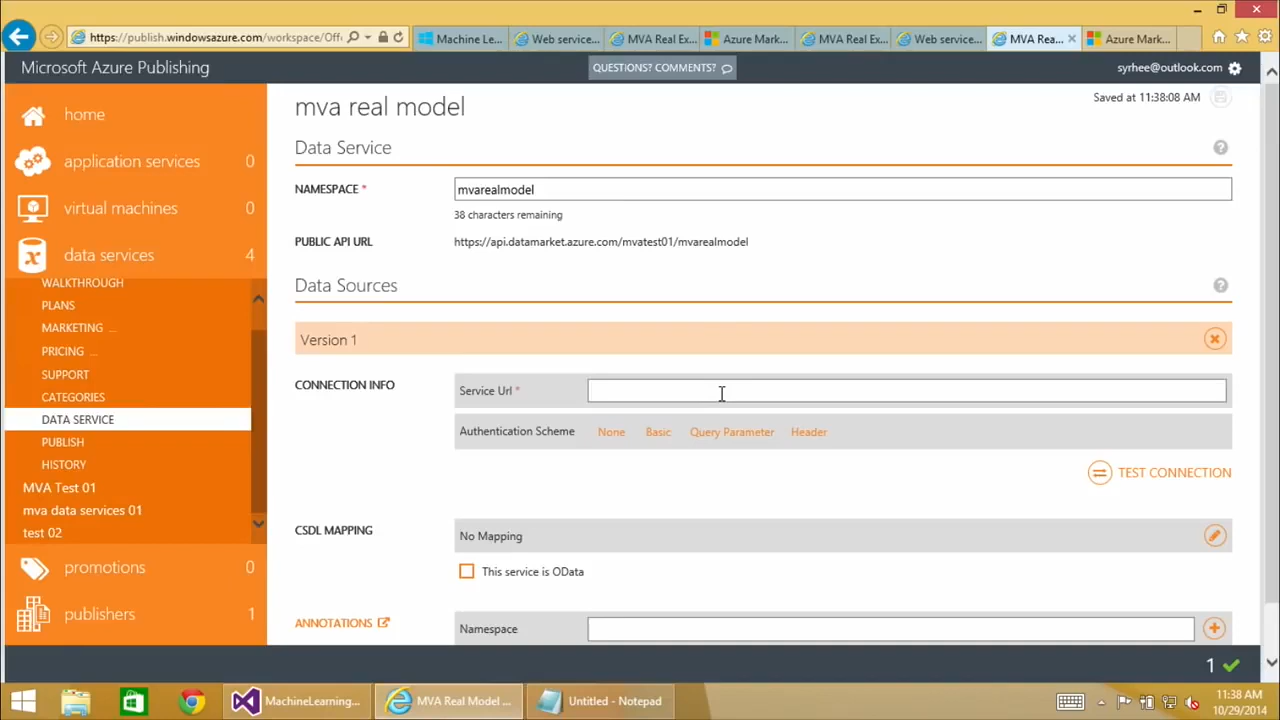 https://publish.windowsazure.com/workspace/Off
Machine Le...
Web service...
MVA Real Ex...
Azure Mark...
MVA Real Ex...
Web service...
MVA Rea...
Azure Mark...
Microsoft Azure Publishing
QUESTIONS? COMMENTS?
syrhee@outlook.com
home
application services 0
virtual machines 0
data services 4
WALKTHROUGH
PLANS
MARKETING ...
PRICING ...
SUPPORT
CATEGORIES
DATA SERVICE
PUBLISH
HISTORY
MVA Test 01
mva data services 01
test 02
promotions 0
publishers 1
mva real model
Saved at 11:38:08 AM
Data Service
NAMESPACE * mvarealmodel
38 characters remaining
PUBLIC API URL https://api.datamarket.azure.com/mvatest01/mvarealmodel
Data Sources
Version 1
CONNECTION INFO Service Url *
Authentication Scheme None Basic Query Parameter Header
TEST CONNECTION
CSDL MAPPING No Mapping
This service is OData
ANNOTATIONS Namespace
1
MachineLearning...
MVA Real Model ...
Untitled - Notepad
11:38 AM
10/29/2014